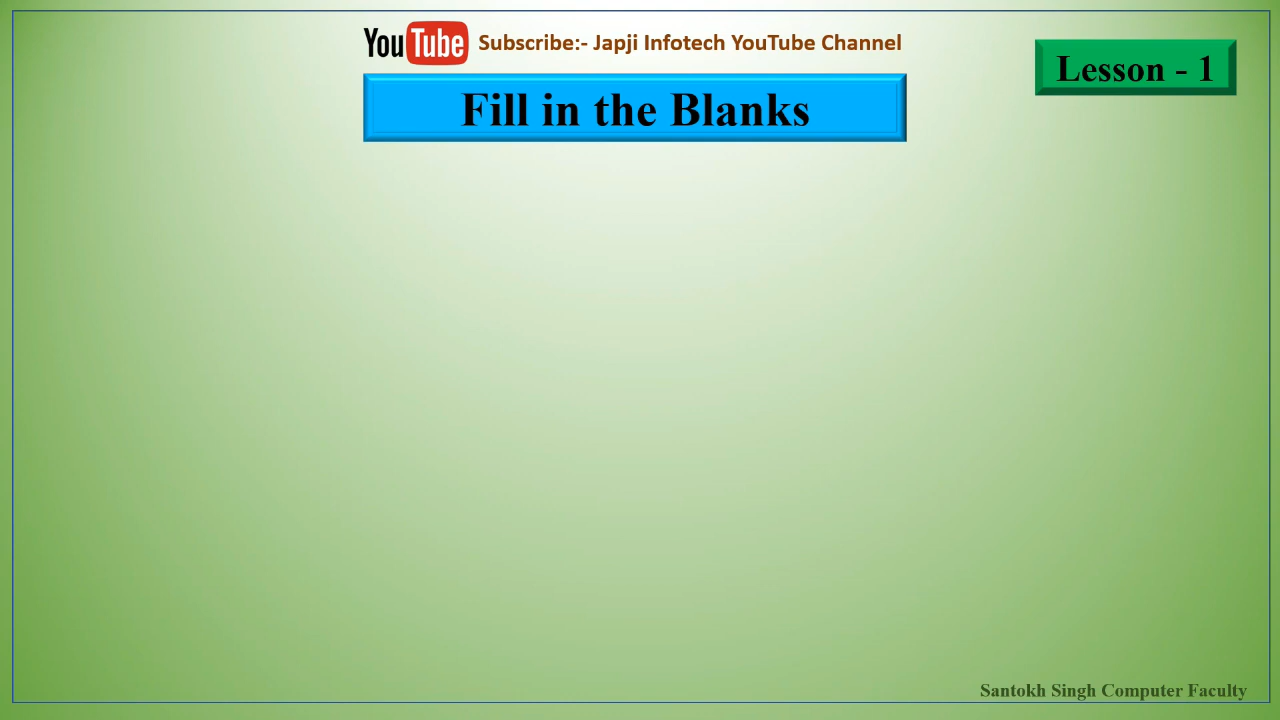 YouTube Subscribe:- Japji Infotech YouTube Channel
Lesson - 1
Fill in the Blanks
Santokh Singh Computer Faculty